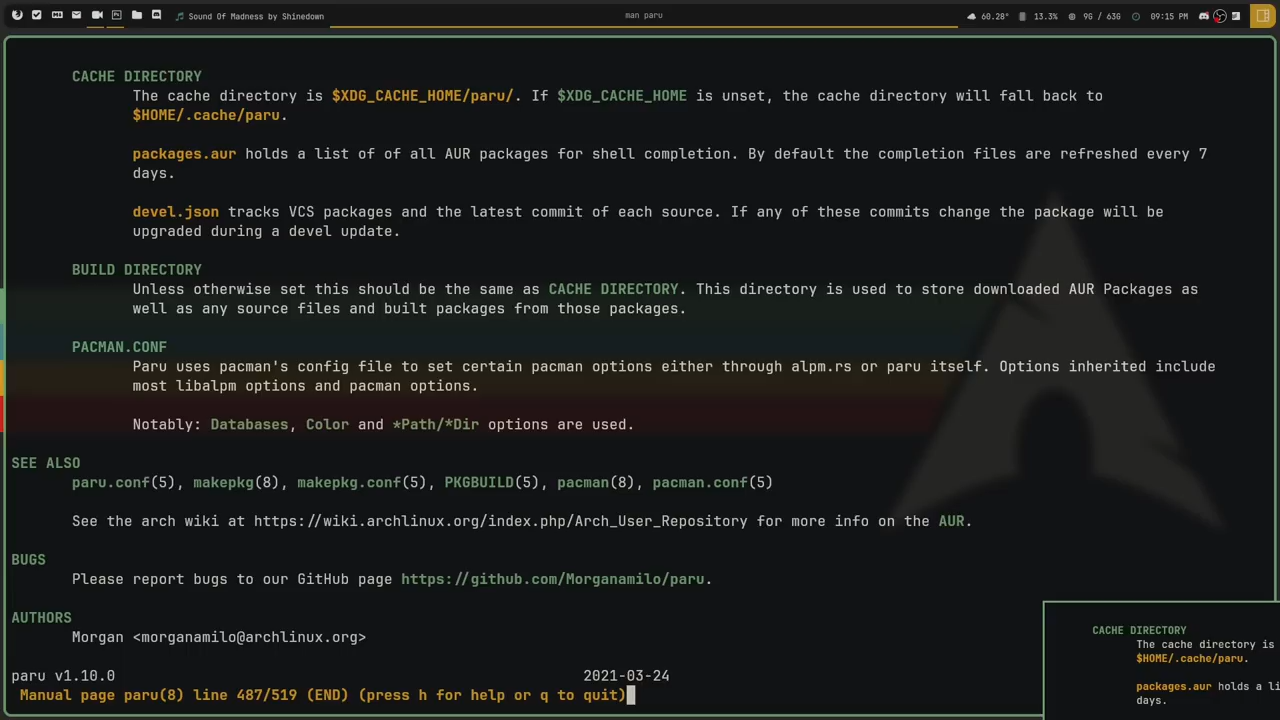 Sound Of Madness by Shinedown
man paru
60.28°
13.3%
9G / 63G
09:15 PM
CACHE DIRECTORY
The cache directory is $XDG_CACHE_HOME/paru/. If $XDG_CACHE_HOME is unset, the cache directory will fall back to
$HOME/.cache/paru.
packages.aur holds a list of of all AUR packages for shell completion. By default the completion files are refreshed every 7
days.
devel.json tracks VCS packages and the latest commit of each source. If any of these commits change the package will be
upgraded during a devel update.
BUILD DIRECTORY
Unless otherwise set this should be the same as CACHE DIRECTORY. This directory is used to store downloaded AUR Packages as
well as any source files and built packages from those packages.
PACMAN.CONF
Paru uses pacman's config file to set certain pacman options either through alpm.rs or paru itself. Options inherited include
most libalpm options and pacman options.
Notably: Databases, Color and *Path/*Dir options are used.
SEE ALSO
paru.conf(5), makepkg(8), makepkg.conf(5), PKGBUILD(5), pacman(8), pacman.conf(5)
See the arch wiki at https://wiki.archlinux.org/index.php/Arch_User_Repository for more info on the AUR.
BUGS
Please report bugs to our GitHub page https://github.com/Morganamilo/paru.
AUTHORS
Morgan <morganamilo@archlinux.org>
paru v1.10.0 2021-03-24
Manual page paru(8) line 487/519 (END) (press h for help or q to quit)
CACHE DIRECTORY
The cache directory is
$HOME/.cache/paru.
packages.aur holds a li
days.